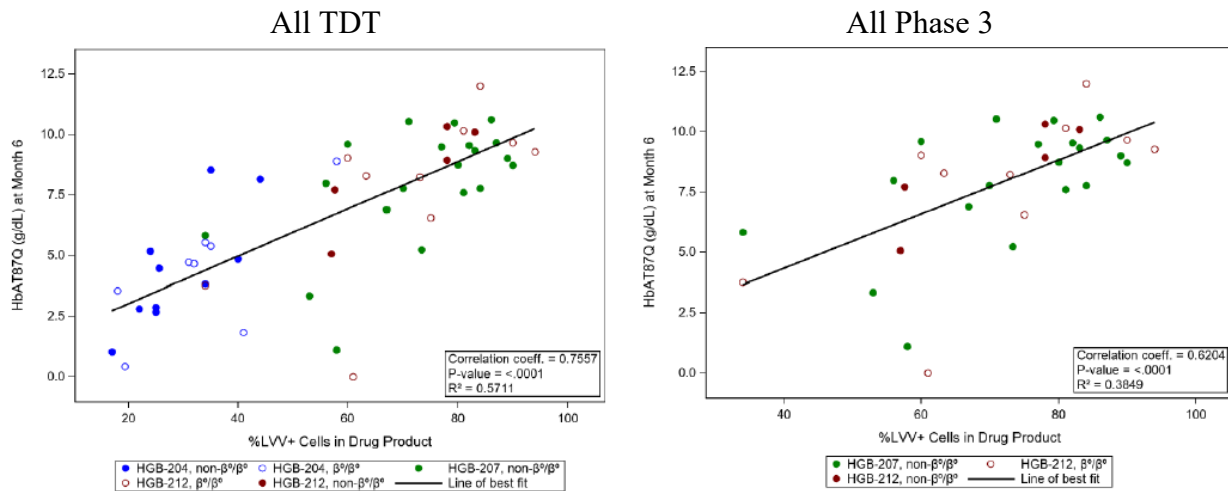 All TDT
All Phase 3
HbAT87Q (g/dL) at Month 6
12.5
10.0
7.5
5.0
2.5
0.0
Correlation coeff. = 0.7557
P-value = <.0001
R² = 0.5711
20 40 60 80 100
%LVV+ Cells in Drug Product
HGB-204, non-β⁰/β⁰ HGB-204, β⁰/β⁰ HGB-207, non-β⁰/β⁰
HGB-212, β⁰/β⁰ HGB-212, non-β⁰/β⁰ Line of best fit
HbAT87Q (g/dL) at Month 6
12.5
10.0
7.5
5.0
2.5
0.0
Correlation coeff. = 0.6204
P-value = <.0001
R² = 0.3849
40 60 80 100
%LVV+ Cells in Drug Product
HGB-207, non-β⁰/β⁰ HGB-212, β⁰/β⁰
HGB-212, non-β⁰/β⁰ Line of best fit